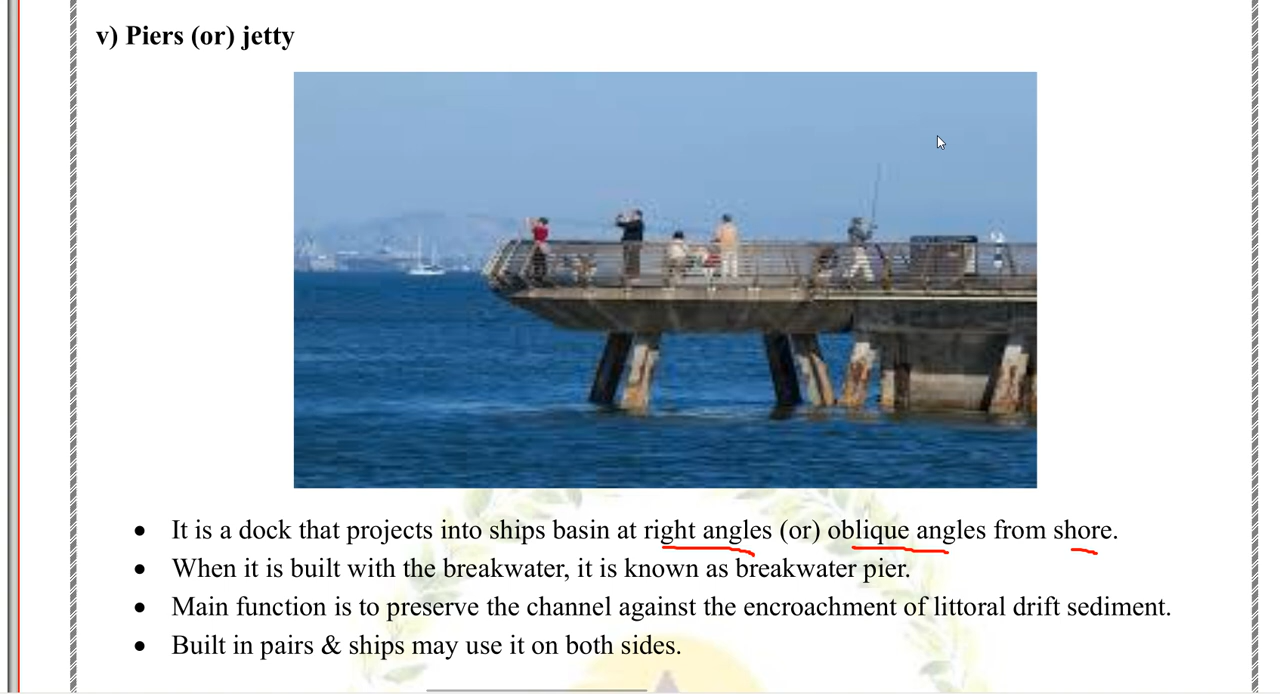 v) Piers (or) jetty
• It is a dock that projects into ships basin at right angles (or) oblique angles from shore.
• When it is built with the breakwater, it is known as breakwater pier.
• Main function is to preserve the channel against the encroachment of littoral drift sediment.
• Built in pairs & ships may use it on both sides.